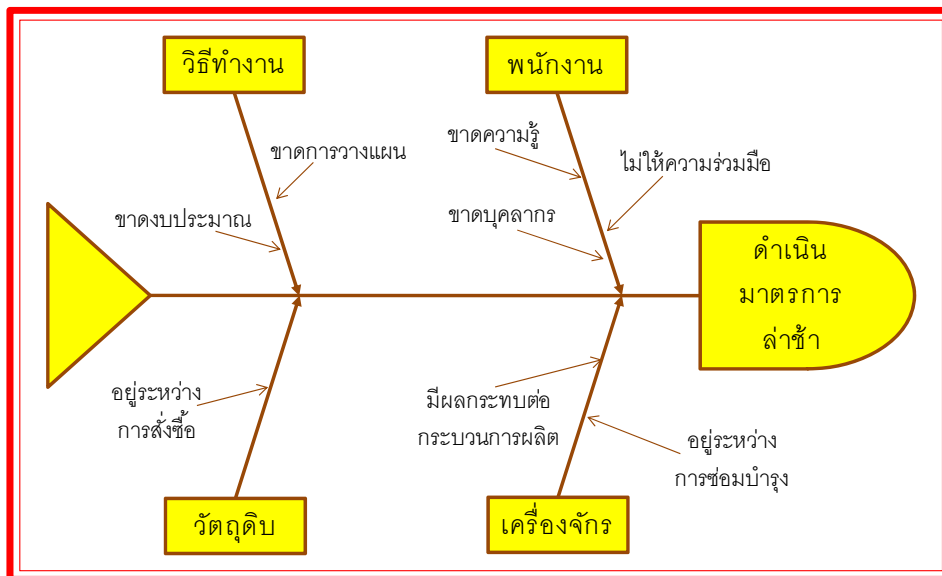 วิธีทำงาน
พนักงาน
ขาดการวางแผน
ขาดงบประมาณ
ขาดความรู้
ไม่ให้ความร่วมมือ
ขาดบุคลากร
ดำเนิน
มาตรการ
ล่าช้า
อยู่ระหว่าง
การสั่งซื้อ
มีผลกระทบต่อ
กระบวนการผลิต
อยู่ระหว่าง
การซ่อมบำรุง
วัตถุดิบ
เครื่องจักร